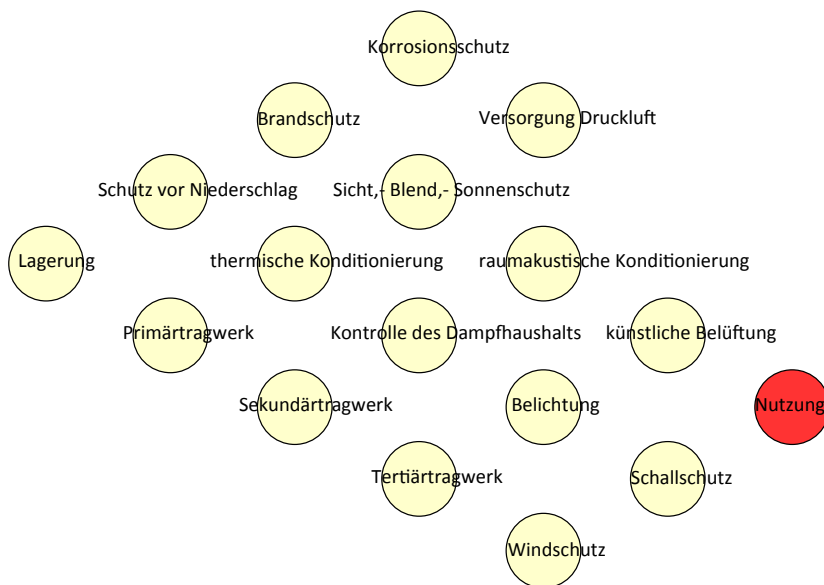 Korrosionsschutz
Brandschutz
Versorgung Druckluft
Schutz vor Niederschlag
Sicht,- Blend,- Sonnenschutz
Lagerung
thermische Konditionierung
raumakustische Konditionierung
Primärtragwerk
Kontrolle des Dampfhaushalts
künstliche Belüftung
Sekundärtragwerk
Belichtung
Nutzung
Tertiärtragwerk
Schallschutz
Windschutz